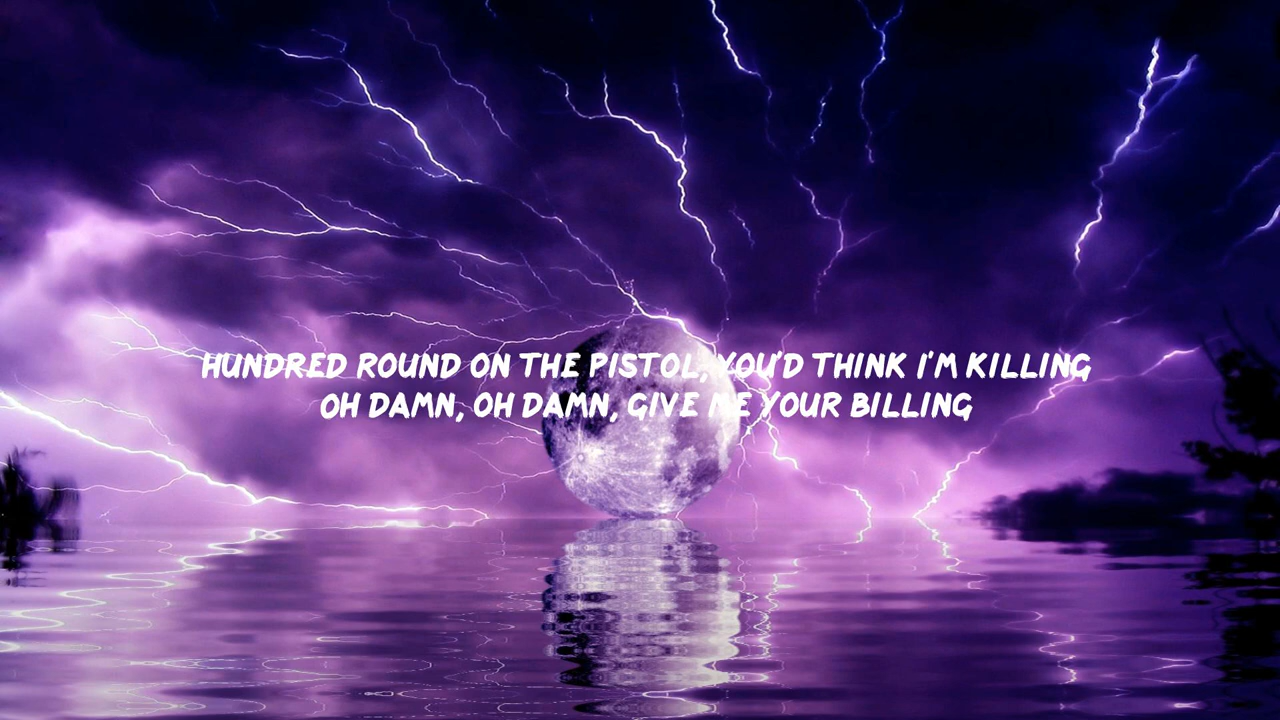 HUNDRED ROUND ON THE PISTOL, YOU'D THINK I'M KILLING
OH DAMN, OH DAMN, GIVE ME YOUR BILLING